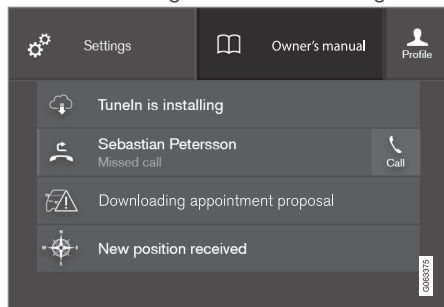 Settings
Owner's manual
Profile
TuneIn is installing
Sebastian Petersson
Missed call
Call
Downloading appointment proposal
New position received
G063375